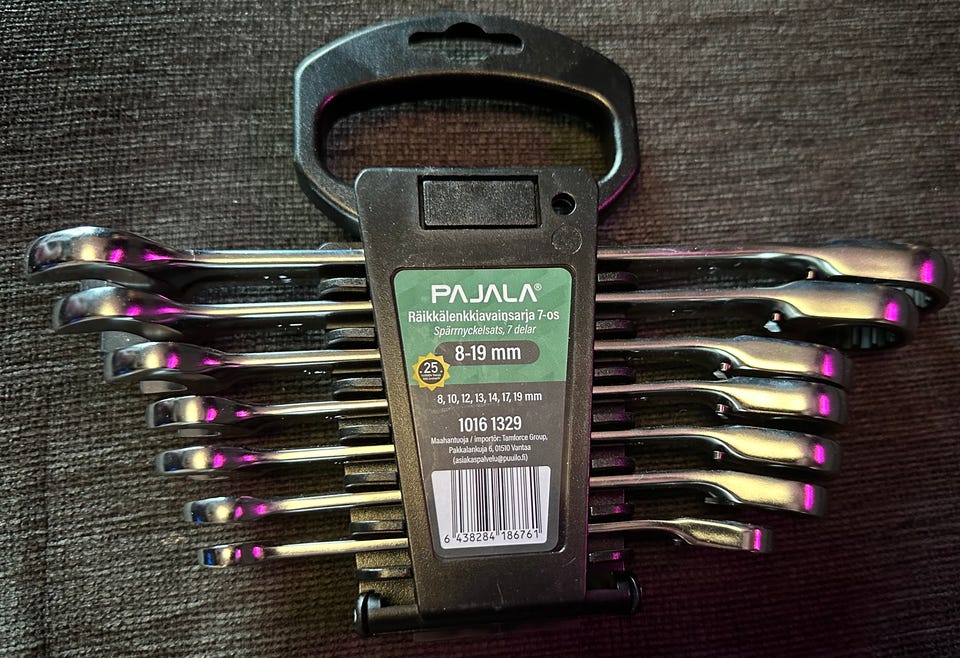 PAJALA®
Räikkälenkkiavainsarja 7-os
Spärrnyckelsats, 7 delar
8-19 mm
.25.
8, 10, 12, 13, 14, 17, 19 mm
1016 1329
Maahantuoja / importör: Tamforce Group,
Pakkalankuja 6, 01510 Vantaa
(asiakaspalvelu@puuilo.fi)
6 438284 186761